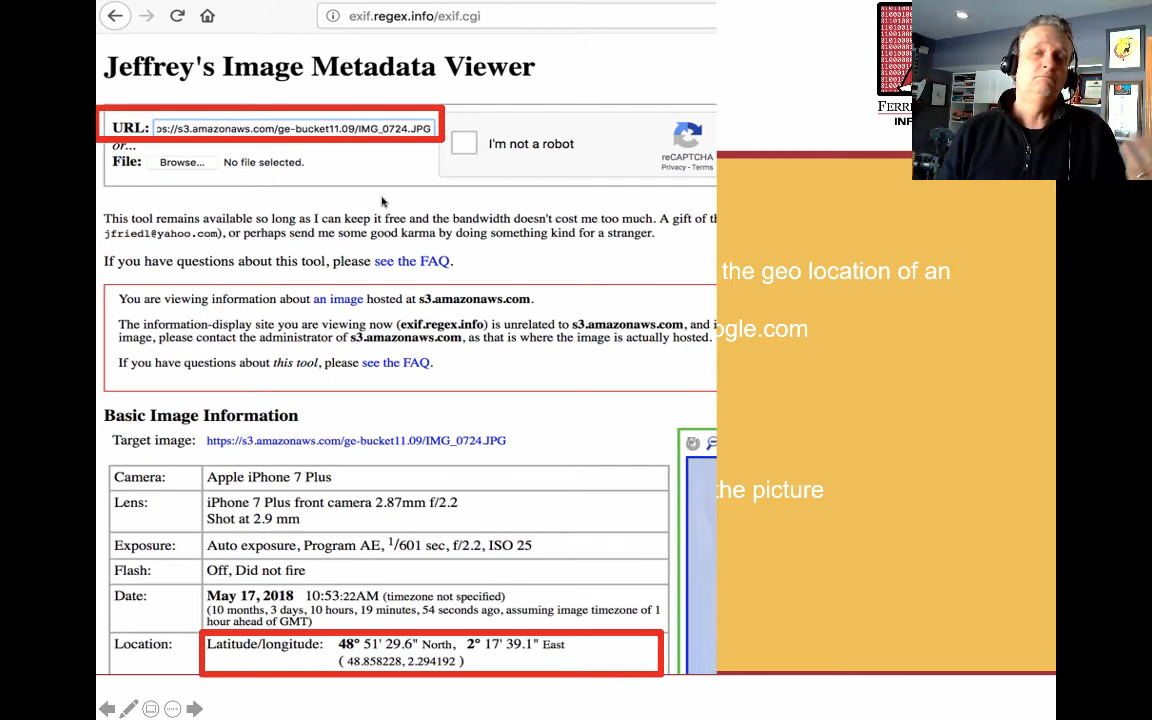 exif.regex.info/exif.cgi
Jeffrey's Image Metadata Viewer
URL: ps://s3.amazonaws.com/ge-bucket11.09/IMG_0724.JPG
or...
File: Browse... No file selected.
I'm not a robot
reCAPTCHA
Privacy - Terms
This tool remains available so long as I can keep it free and the bandwidth doesn't cost me too much. A gift of th
jfriedl@yahoo.com), or perhaps send me some good karma by doing something kind for a stranger.
If you have questions about this tool, please see the FAQ.
You are viewing information about an image hosted at s3.amazonaws.com.
The information-display site you are viewing now (exif.regex.info) is unrelated to s3.amazonaws.com, and i
image, please contact the administrator of s3.amazonaws.com, as that is where the image is actually hosted.
If you have questions about this tool, please see the FAQ.
Basic Image Information
Target image: https://s3.amazonaws.com/ge-bucket11.09/IMG_0724.JPG
Camera: Apple iPhone 7 Plus
Lens: iPhone 7 Plus front camera 2.87mm f/2.2
Shot at 2.9 mm
Exposure: Auto exposure, Program AE, 1/601 sec, f/2.2, ISO 25
Flash: Off, Did not fire
Date: May 17, 2018 10:53:22AM (timezone not specified)
(10 months, 3 days, 10 hours, 19 minutes, 54 seconds ago, assuming image timezone of 1
hour ahead of GMT)
Location: Latitude/longitude: 48° 51' 29.6" North, 2° 17' 39.1" East
( 48.858228, 2.294192 )
FERRI
INF
the geo location of an
ogle.com
the picture